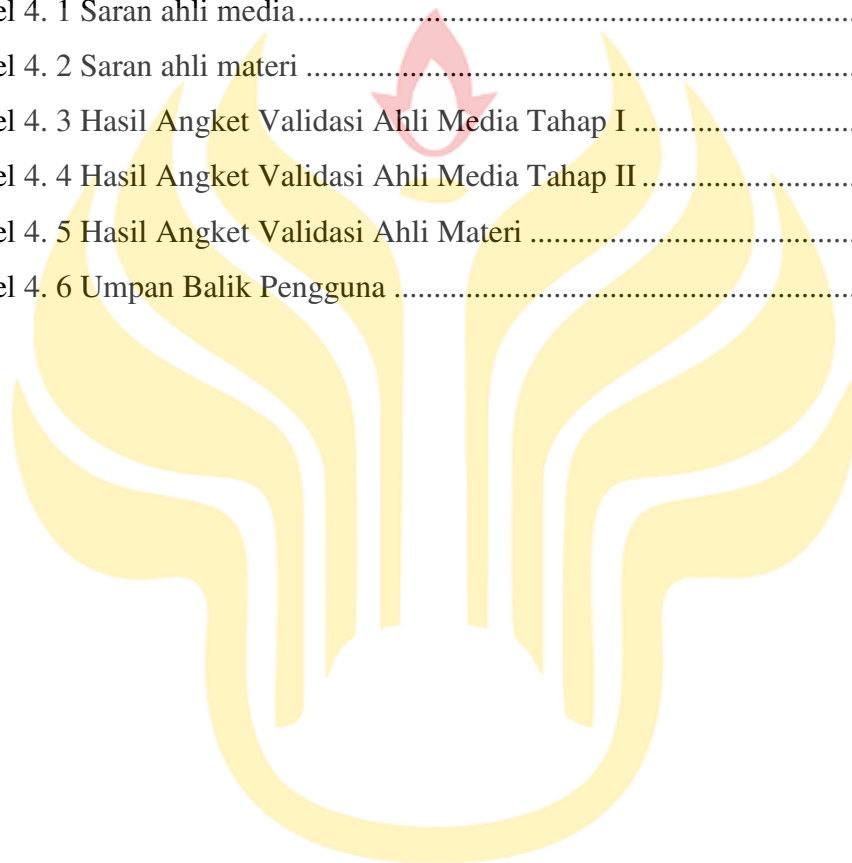 el 4. 1 Saran ahli media......................................................................
el 4. 2 Saran ahli materi .....................................................................
el 4. 3 Hasil Angket Validasi Ahli Media Tahap I ...........................
el 4. 4 Hasil Angket Validasi Ahli Media Tahap II ..........................
el 4. 5 Hasil Angket Validasi Ahli Materi ........................................
el 4. 6 Umpan Balik Pengguna .........................................................